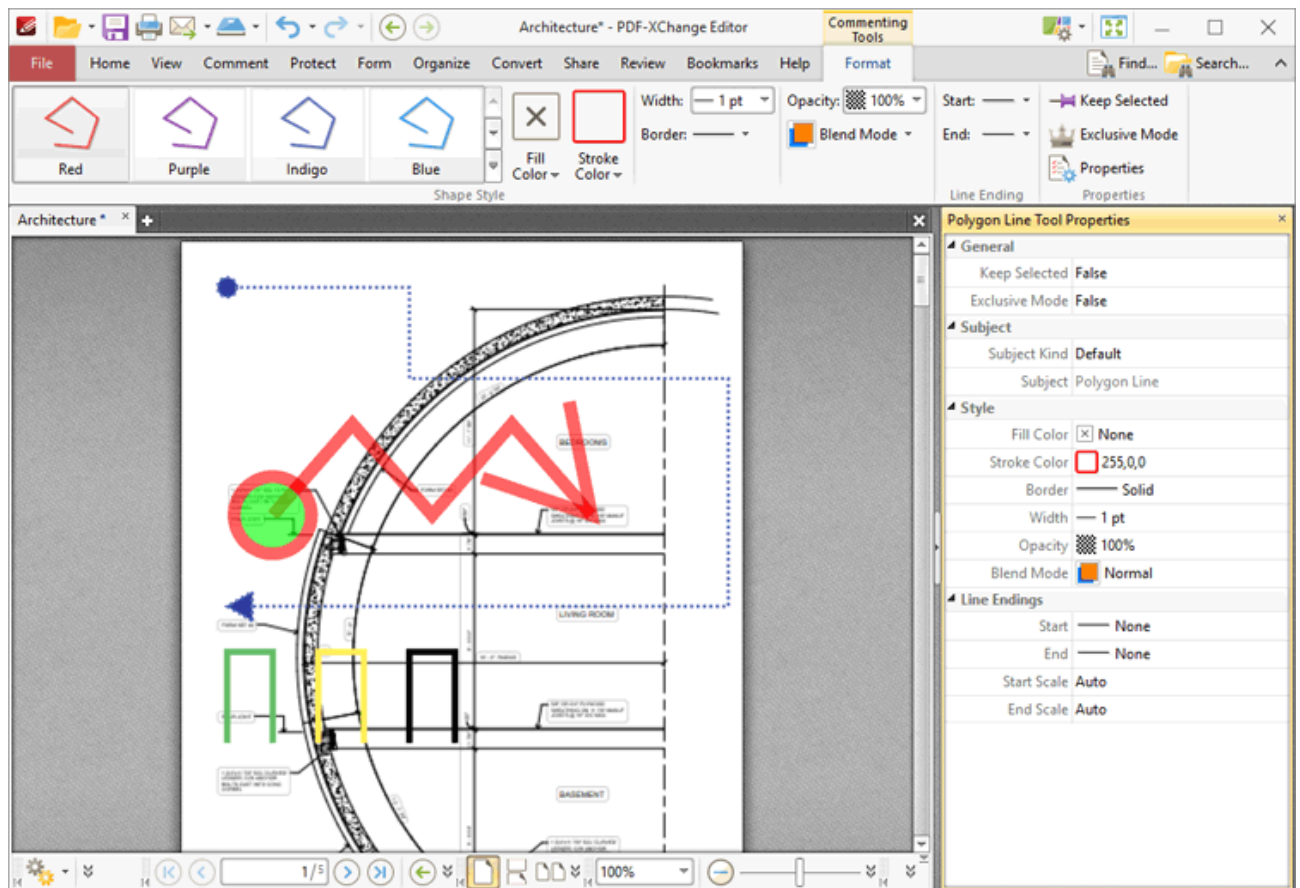 Architecture* - PDF-XChange Editor
Commenting
Tools
File Home View Comment Protect Form Organize Convert Share Review Bookmarks Help Format Find... Search...
Red Purple Indigo Blue
Fill
Color
Stroke
Color
Width: 1 pt
Border:
Opacity: 100%
Blend Mode
Shape Style
Start:
End:
Line Ending
Keep Selected
Exclusive Mode
Properties
Properties
Architecture *
BEDROOMS
LIVING ROOM
BASEMENT
Polygon Line Tool Properties
General
Keep Selected False
Exclusive Mode False
Subject
Subject Kind Default
Subject Polygon Line
Style
Fill Color None
Stroke Color 255,0,0
Border Solid
Width 1 pt
Opacity 100%
Blend Mode Normal
Line Endings
Start None
End None
Start Scale Auto
End Scale Auto
1/5
100%